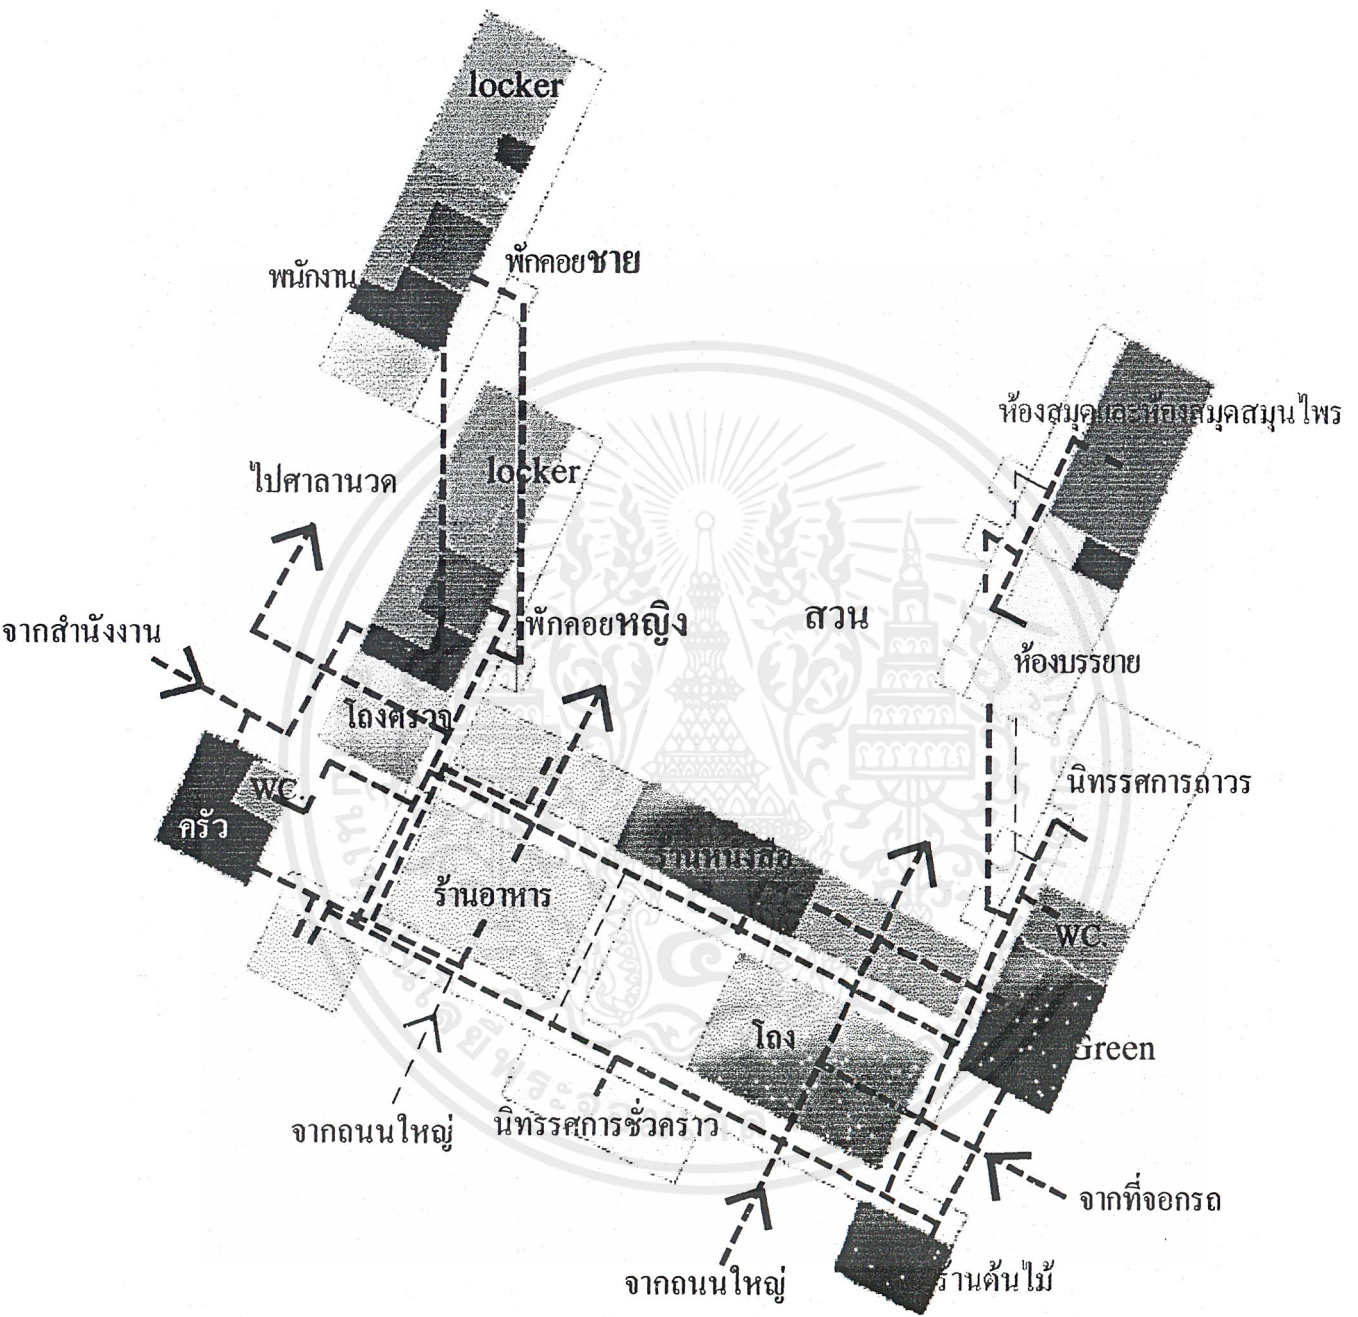 locker
พักคอยชาย
พนักงาน
ห้องสมุดและห้องสมุดสมุนไพร
locker
ไปศาลานวด
จากสำนังงาน
พักคอยหญิง
สวน
ห้องบรรยาย
โถงตรวจ
นิทรรศการถาวร
WC.
ครัว
ร้านหนังสือ
ร้านอาหาร
WC.
โถง
Green
จากถนนใหญ่
นิทรรศการชั่วคราว
จากที่จอกรถ
จากถนนใหญ่
ร้านต้นไม้